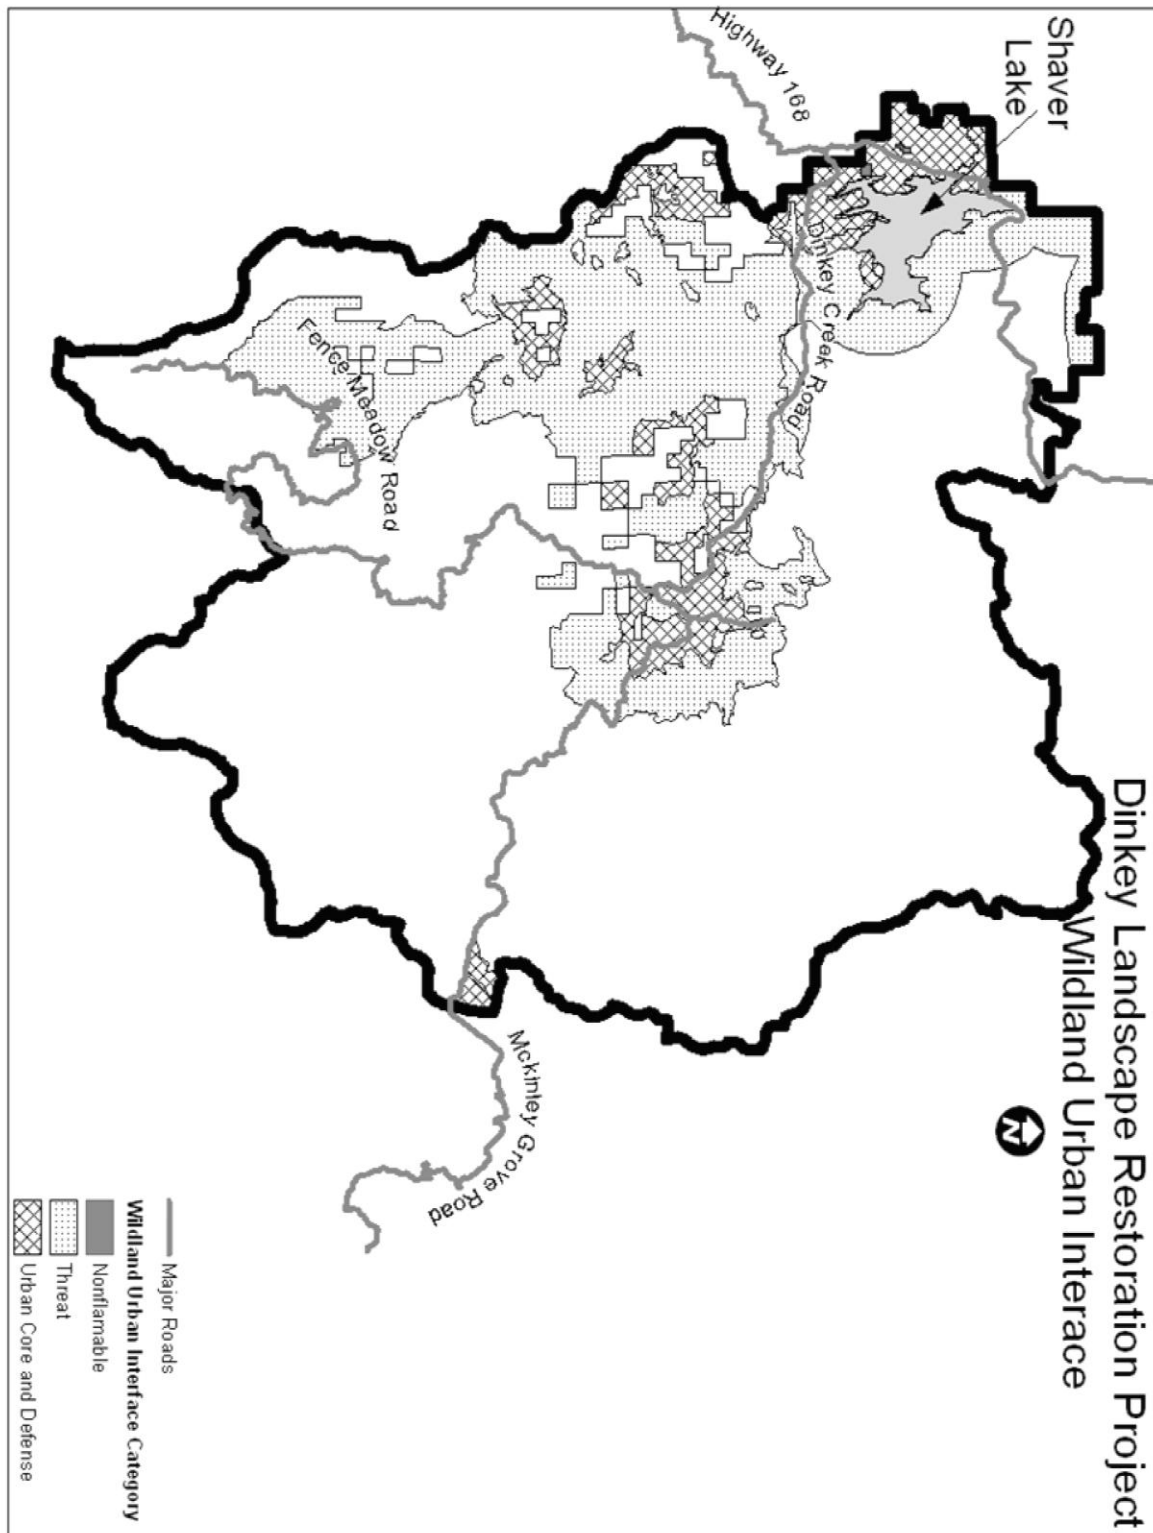 Dinkey Landscape Restoration Project
Wildland Urban Interace
Shaver
Lake
Highway 168
Dinkey Creek Road
Fence Meadow Road
Mckinley Grove Road
N
Major Roads
Wildland Urban Interface Category
Nonflamable
Threat
Urban Core and Defense